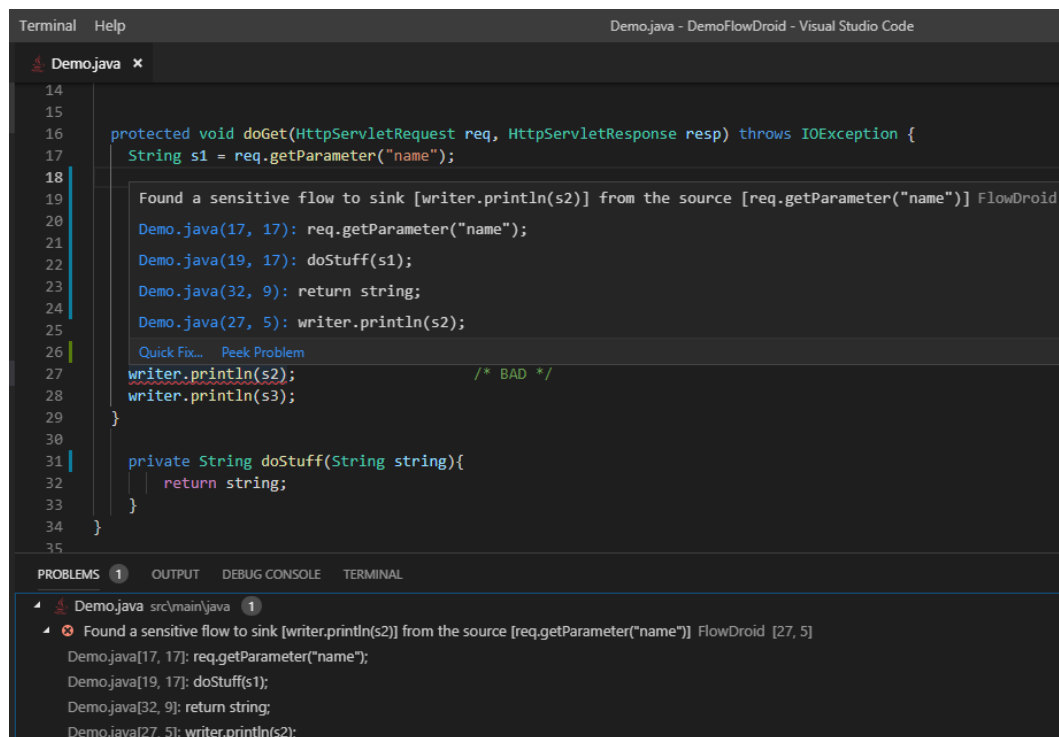 Terminal Help Demo.java - DemoFlowDroid - Visual Studio Code
Demo.java ×
14
15
16 protected void doGet(HttpServletRequest req, HttpServletResponse resp) throws IOException {
17 String s1 = req.getParameter("name");
18
19 Found a sensitive flow to sink [writer.println(s2)] from the source [req.getParameter("name")] FlowDroid
20 Demo.java(17, 17): req.getParameter("name");
21
22 Demo.java(19, 17): doStuff(s1);
23 Demo.java(32, 9): return string;
24
25 Demo.java(27, 5): writer.println(s2);
26 Quick Fix... Peek Problem
27 writer.println(s2); /* BAD */
28 writer.println(s3);
29 }
30
31 private String doStuff(String string){
32 return string;
33 }
34 }
35
PROBLEMS 1 OUTPUT DEBUG CONSOLE TERMINAL
Demo.java src\main\java 1
Found a sensitive flow to sink [writer.println(s2)] from the source [req.getParameter("name")] FlowDroid [27, 5]
Demo.java[17, 17]: req.getParameter("name");
Demo.java[19, 17]: doStuff(s1);
Demo.java[32, 9]: return string;
Demo.java[27, 5]: writer.println(s2);